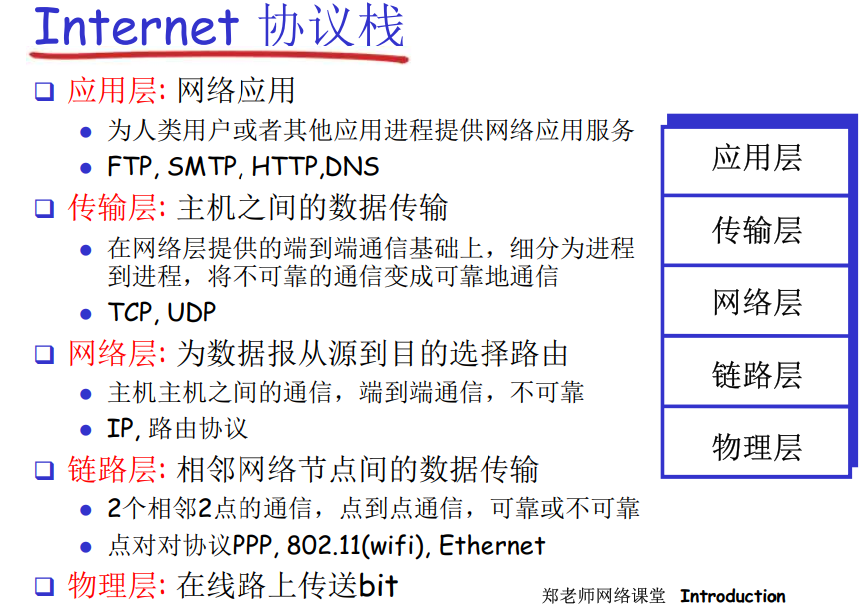 Internet 协议栈
应用层: 网络应用
为人类用户或者其他应用进程提供网络应用服务
FTP, SMTP, HTTP,DNS
传输层: 主机之间的数据传输
在网络层提供的端到端通信基础上，细分为进程
到进程，将不可靠的通信变成可靠地通信
TCP, UDP
网络层: 为数据报从源到目的选择路由
主机主机之间的通信，端到端通信，不可靠
IP, 路由协议
链路层: 相邻网络节点间的数据传输
2个相邻2点的通信，点到点通信，可靠或不可靠
点对对协议PPP, 802.11(wifi), Ethernet
物理层: 在线路上传送bit
应用层
传输层
网络层
链路层
物理层
郑老师网络课堂 Introduction